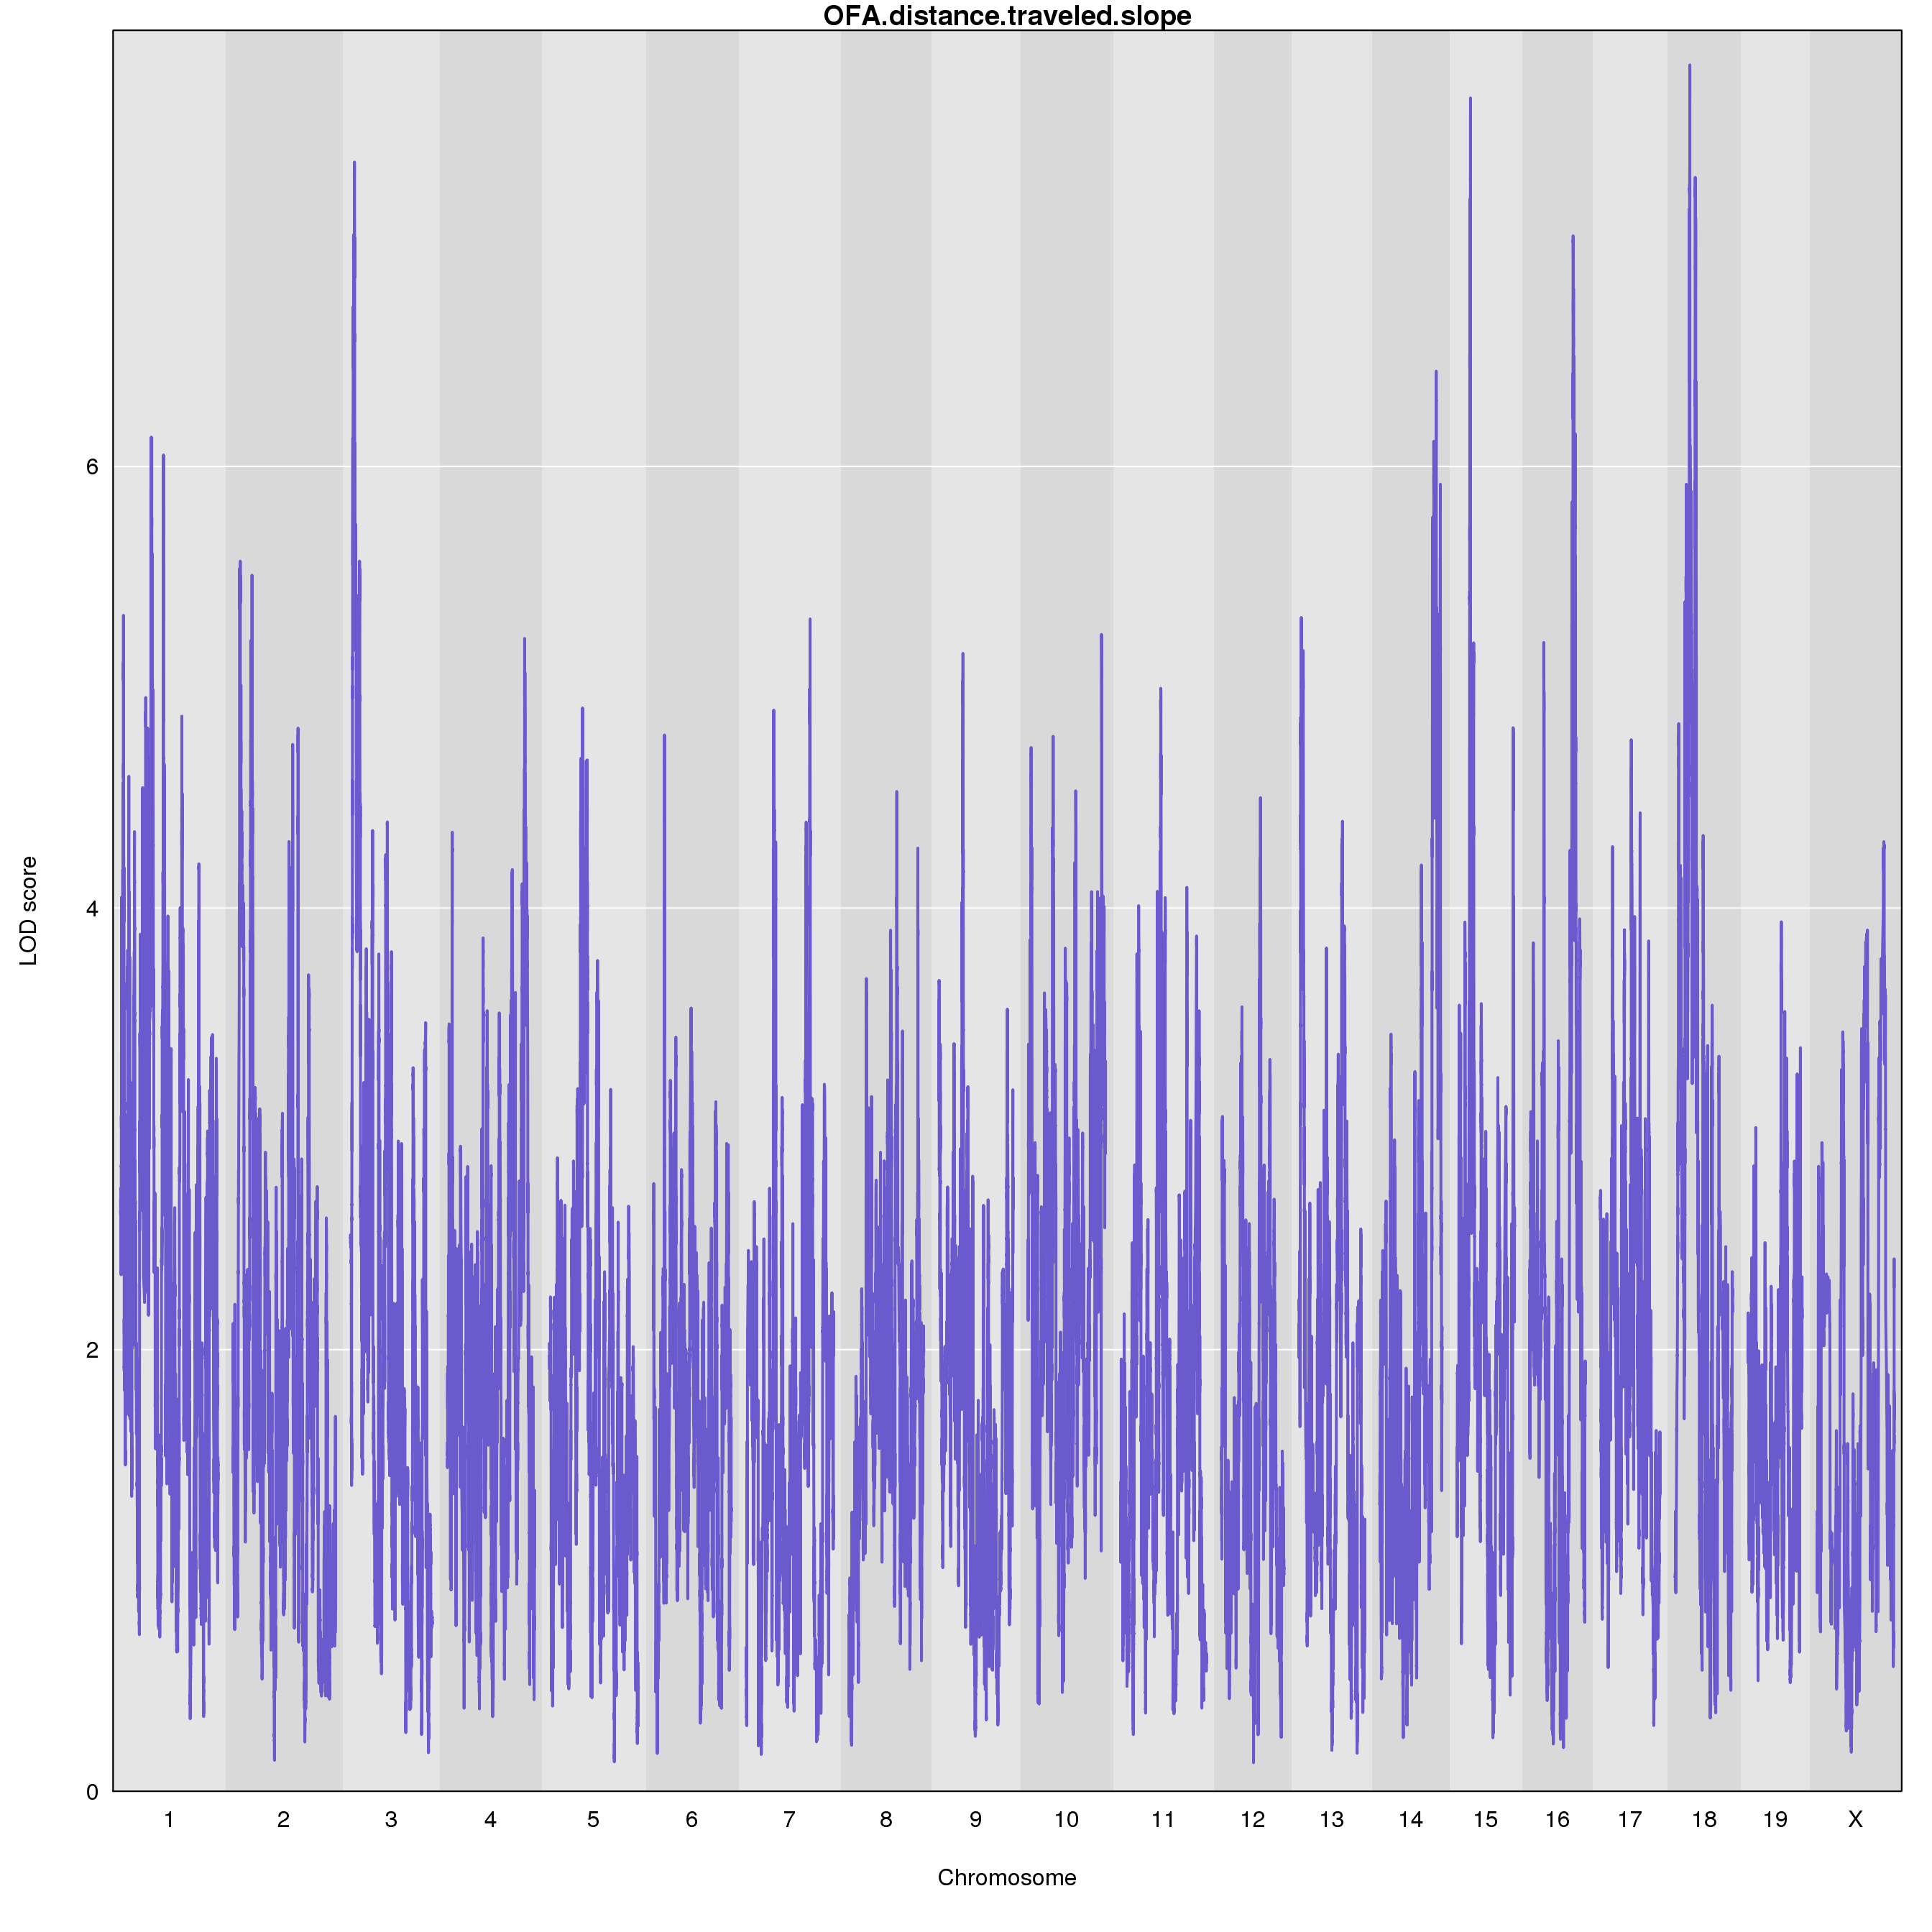 OFA.distance.traveled.slope
6
4
2
0
LOD score
1 2 3 4 5 6 7 8 9 10 11 12 13 14 15 16 17 18 19 X
Chromosome